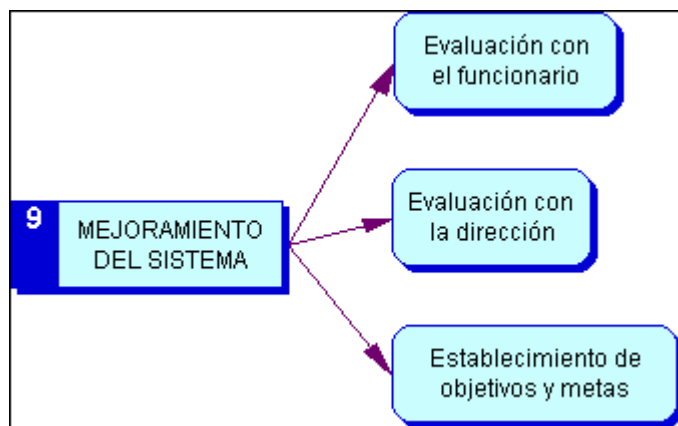 9
MEJORAMIENTO
DEL SISTEMA
Evaluación con
el funcionario
Evaluación con
la dirección
Establecimiento de
objetivos y metas